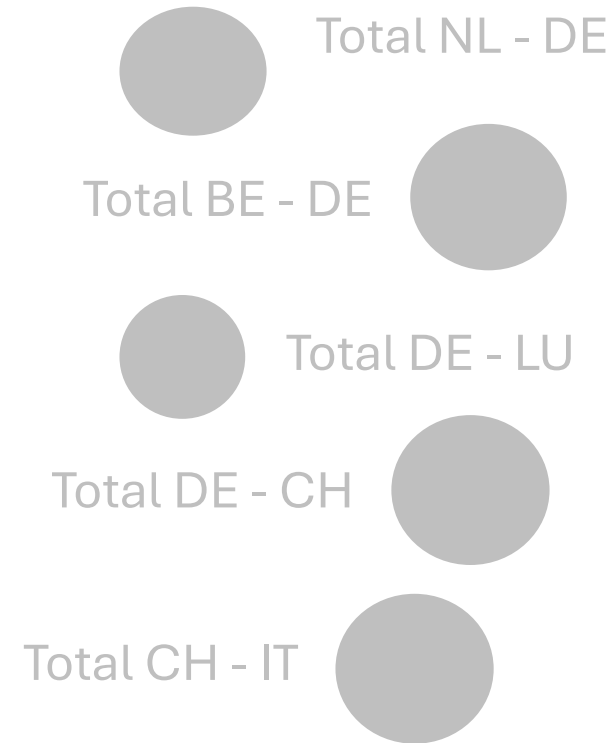 Total NL - DE
Total BE - DE
Total DE - LU
Total DE - CH
Total CH - IT